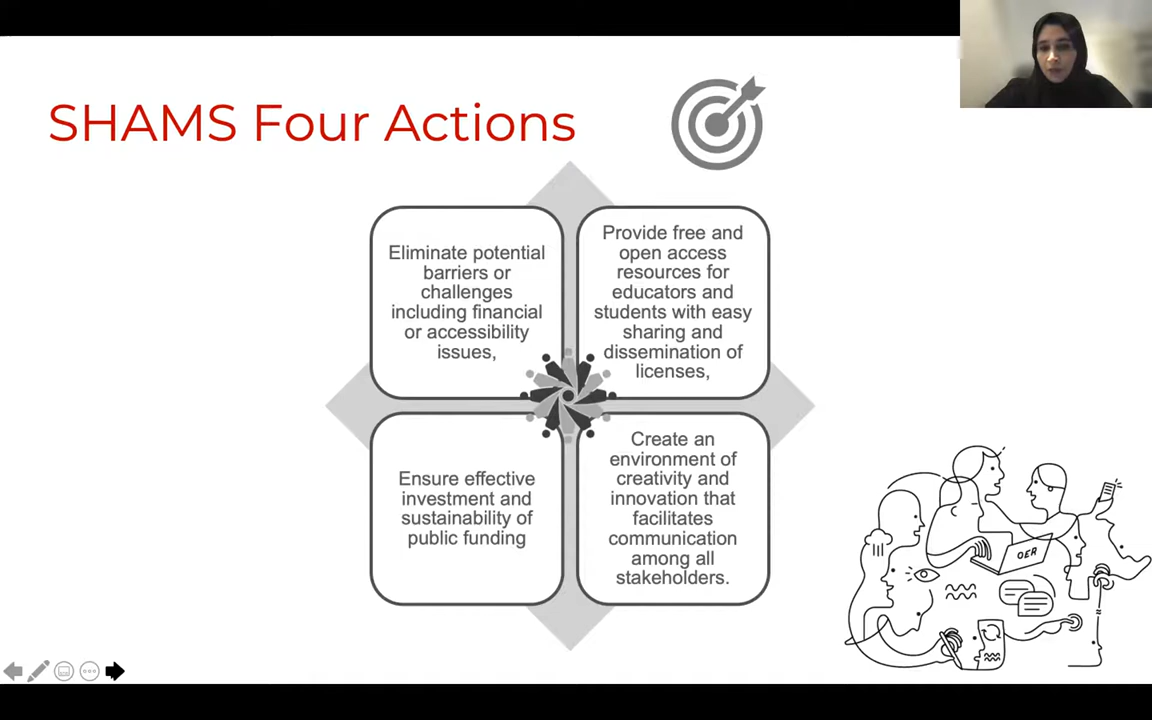 SHAMS Four Actions
Eliminate potential
barriers or
challenges
including financial
or accessibility
issues,
Provide free and
open access
resources for
educators and
students with easy
sharing and
dissemination of
licenses,
Ensure effective
investment and
sustainability of
public funding
Create an
environment of
creativity and
innovation that
facilitates
communication
among all
stakeholders.
OER